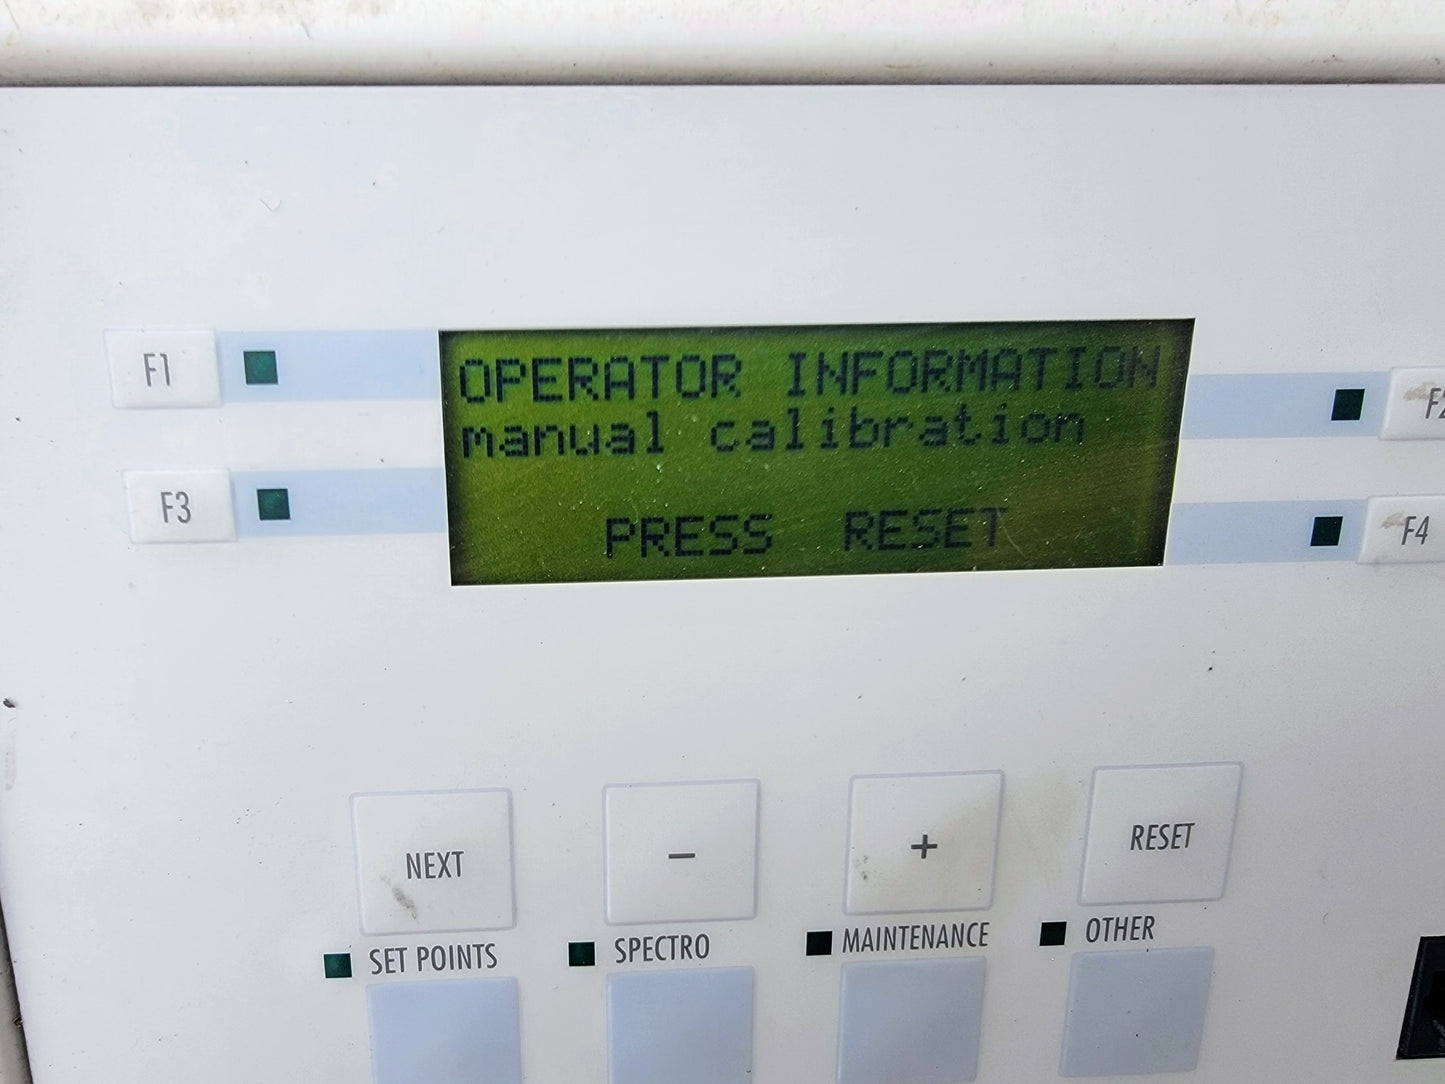 F1
OPERATOR INFORMATION
manual calibration
F3
PRESS RESET
F4
NEXT
−
+
RESET
SET POINTS
SPECTRO
MAINTENANCE
OTHER